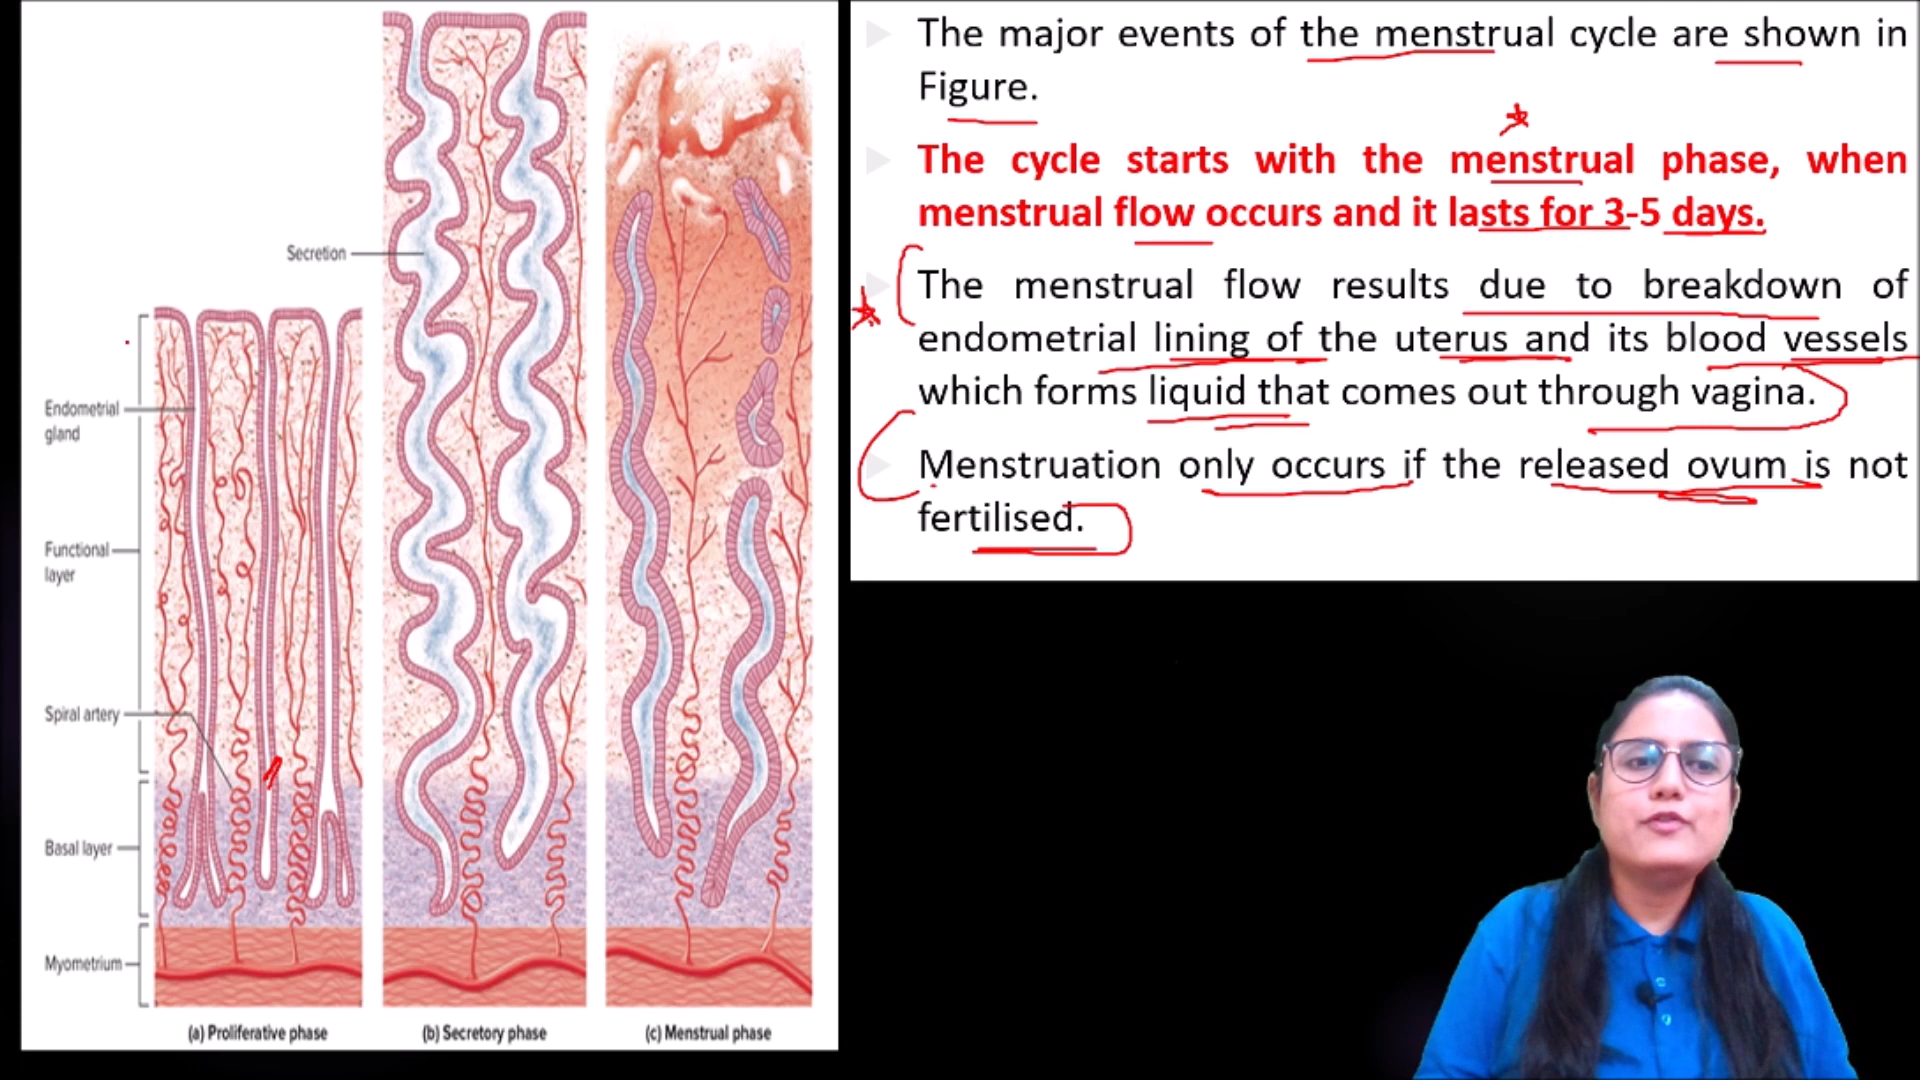 The major events of the menstrual cycle are shown in
Figure.
The cycle starts with the menstrual phase, when
menstrual flow occurs and it lasts for 3-5 days.
The menstrual flow results due to breakdown of
endometrial lining of the uterus and its blood vessels
which forms liquid that comes out through vagina.
Menstruation only occurs if the released ovum is not
fertilised.
Secretion
Endometrial
gland
Functional
layer
Spiral artery
Basal layer
Myometrium
(a) Proliferative phase
(b) Secretory phase
(c) Menstrual phase